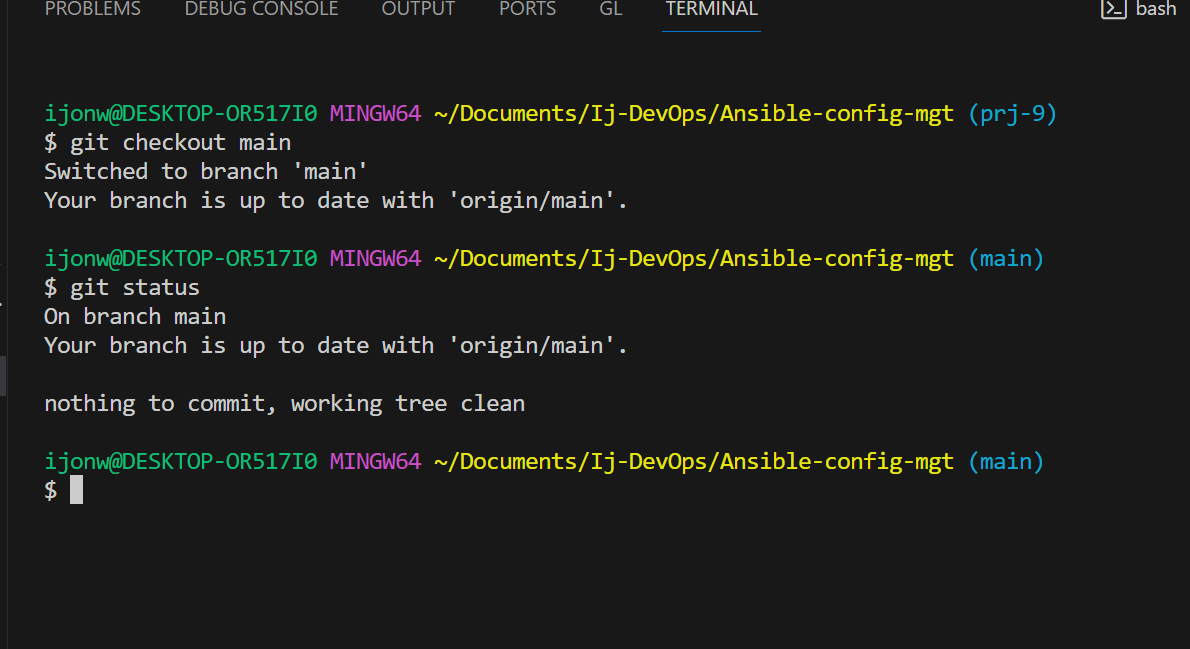 PROBLEMS DEBUG CONSOLE OUTPUT PORTS GL TERMINAL bash
ijonw@DESKTOP-OR517I0 MINGW64 ~/Documents/Ij-DevOps/Ansible-config-mgt (prj-9)
$ git checkout main
Switched to branch 'main'
Your branch is up to date with 'origin/main'.
ijonw@DESKTOP-OR517I0 MINGW64 ~/Documents/Ij-DevOps/Ansible-config-mgt (main)
$ git status
On branch main
Your branch is up to date with 'origin/main'.
nothing to commit, working tree clean
ijonw@DESKTOP-OR517I0 MINGW64 ~/Documents/Ij-DevOps/Ansible-config-mgt (main)
$